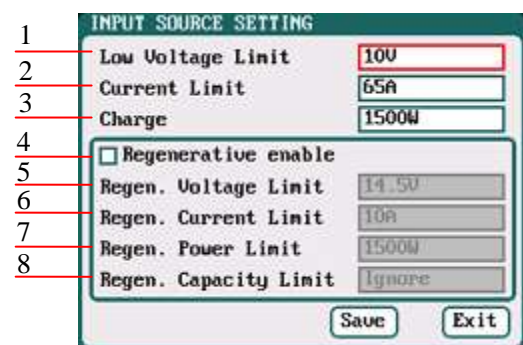 INPUT SOURCE SETTING
1 Low Voltage Limit 10V
2 Current Limit 65A
3 Charge 1500W
4 Regenerative enable
5 Regen. Voltage Limit 14.5V
6 Regen. Current Limit 10A
7 Regen. Power Limit 1500W
8 Regen. Capacity Limit Ignore
Save Exit